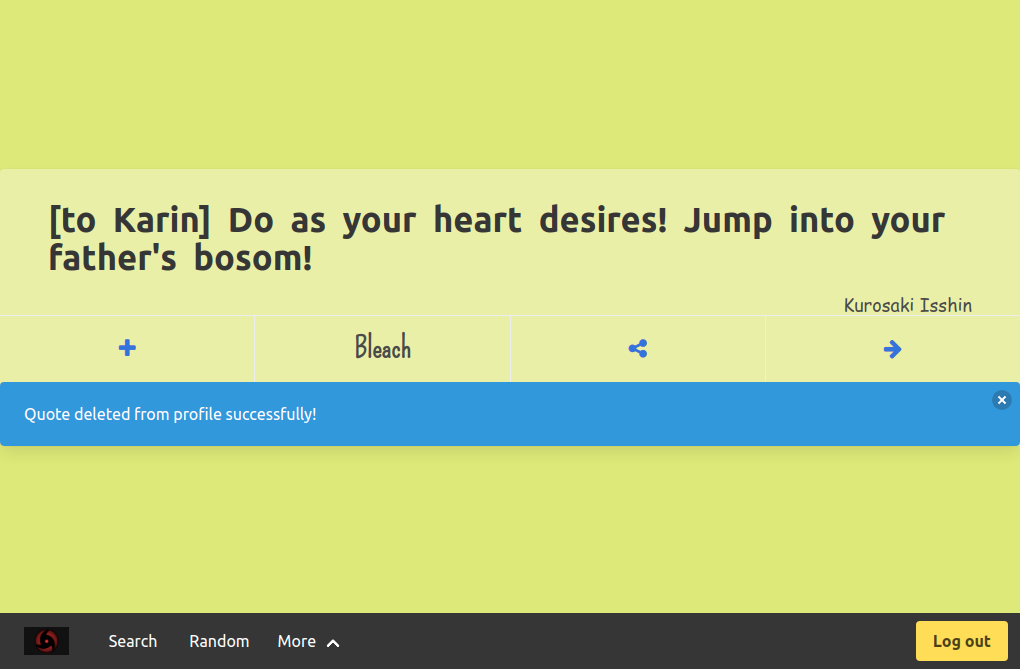 [to Karin] Do as your heart desires! Jump into your
father's bosom!
Kurosaki Isshin
Bleach
Quote deleted from profile successfully!
Search Random More Log out